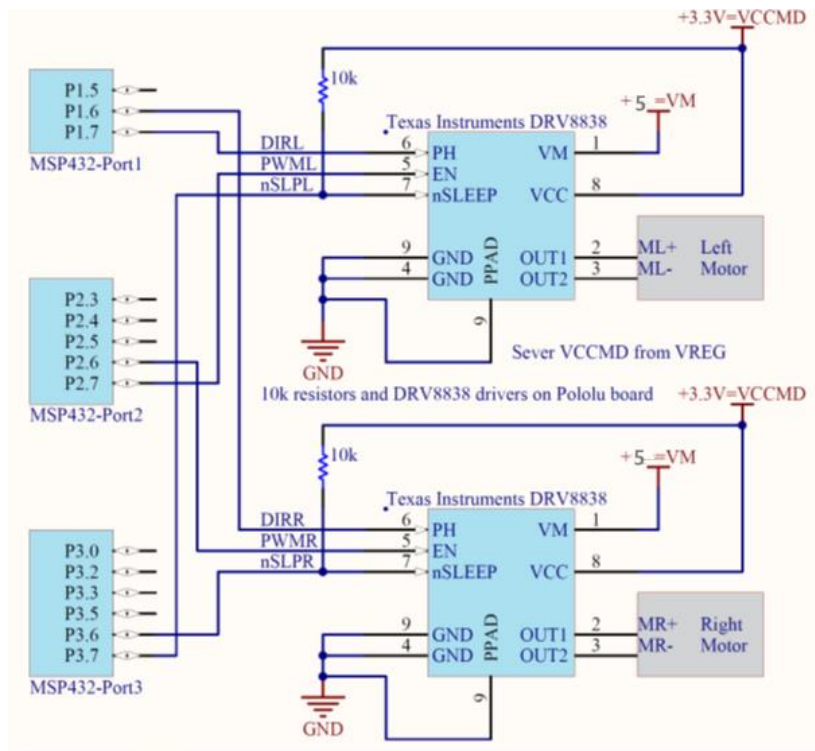 +3.3V=VCCMD
10k
P1.5
P1.6
P1.7
MSP432-Port1
+5 =VM
Texas Instruments DRV8838
DIRL 6 PH VM 1
PWML 5 EN
nSLPL 7 nSLEEP VCC 8
9 GND OUT1 2 ML+ Left
4 GND OUT2 3 ML- Motor
PPAD
9
GND
P2.3
P2.4
P2.5
P2.6
P2.7
MSP432-Port2
Sever VCCMD from VREG
10k resistors and DRV8838 drivers on Pololu board
+3.3V=VCCMD
10k
+5 =VM
Texas Instruments DRV8838
DIRR 6 PH VM 1
PWMR 5 EN
nSLPR 7 nSLEEP VCC 8
9 GND OUT1 2 MR+ Right
4 GND OUT2 3 MR- Motor
PPAD
9
GND
P3.0
P3.2
P3.3
P3.5
P3.6
P3.7
MSP432-Port3